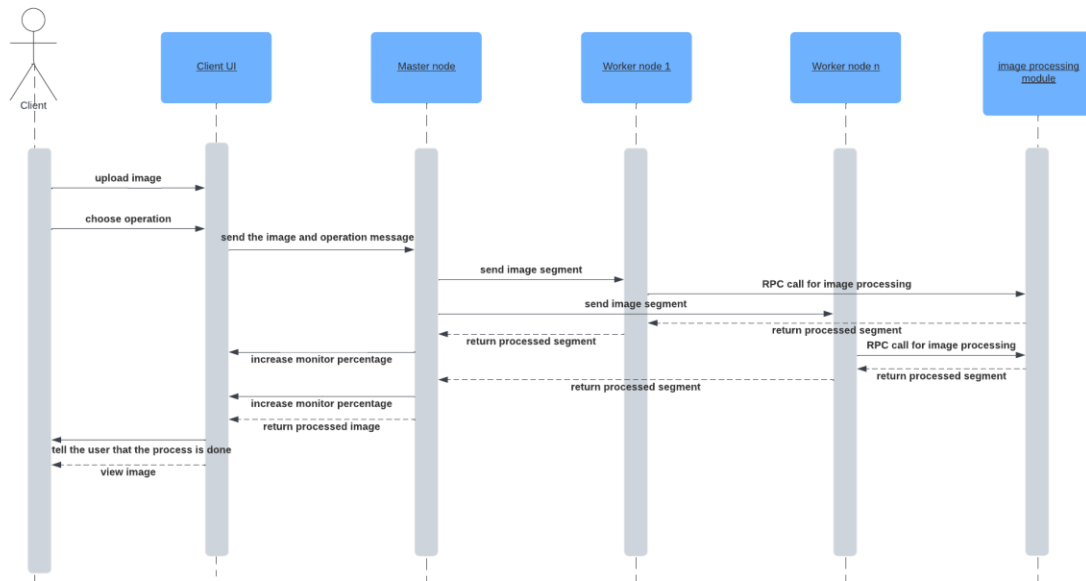 Client UI
Master node
Worker node 1
Worker node n
image processing
module
Client
upload image
choose operation
send the image and operation message
send image segment
RPC call for image processing
send image segment
return processed segment
return processed segment
RPC call for image processing
increase monitor percentage
return processed segment
return processed segment
increase monitor percentage
return processed image
tell the user that the process is done
view image